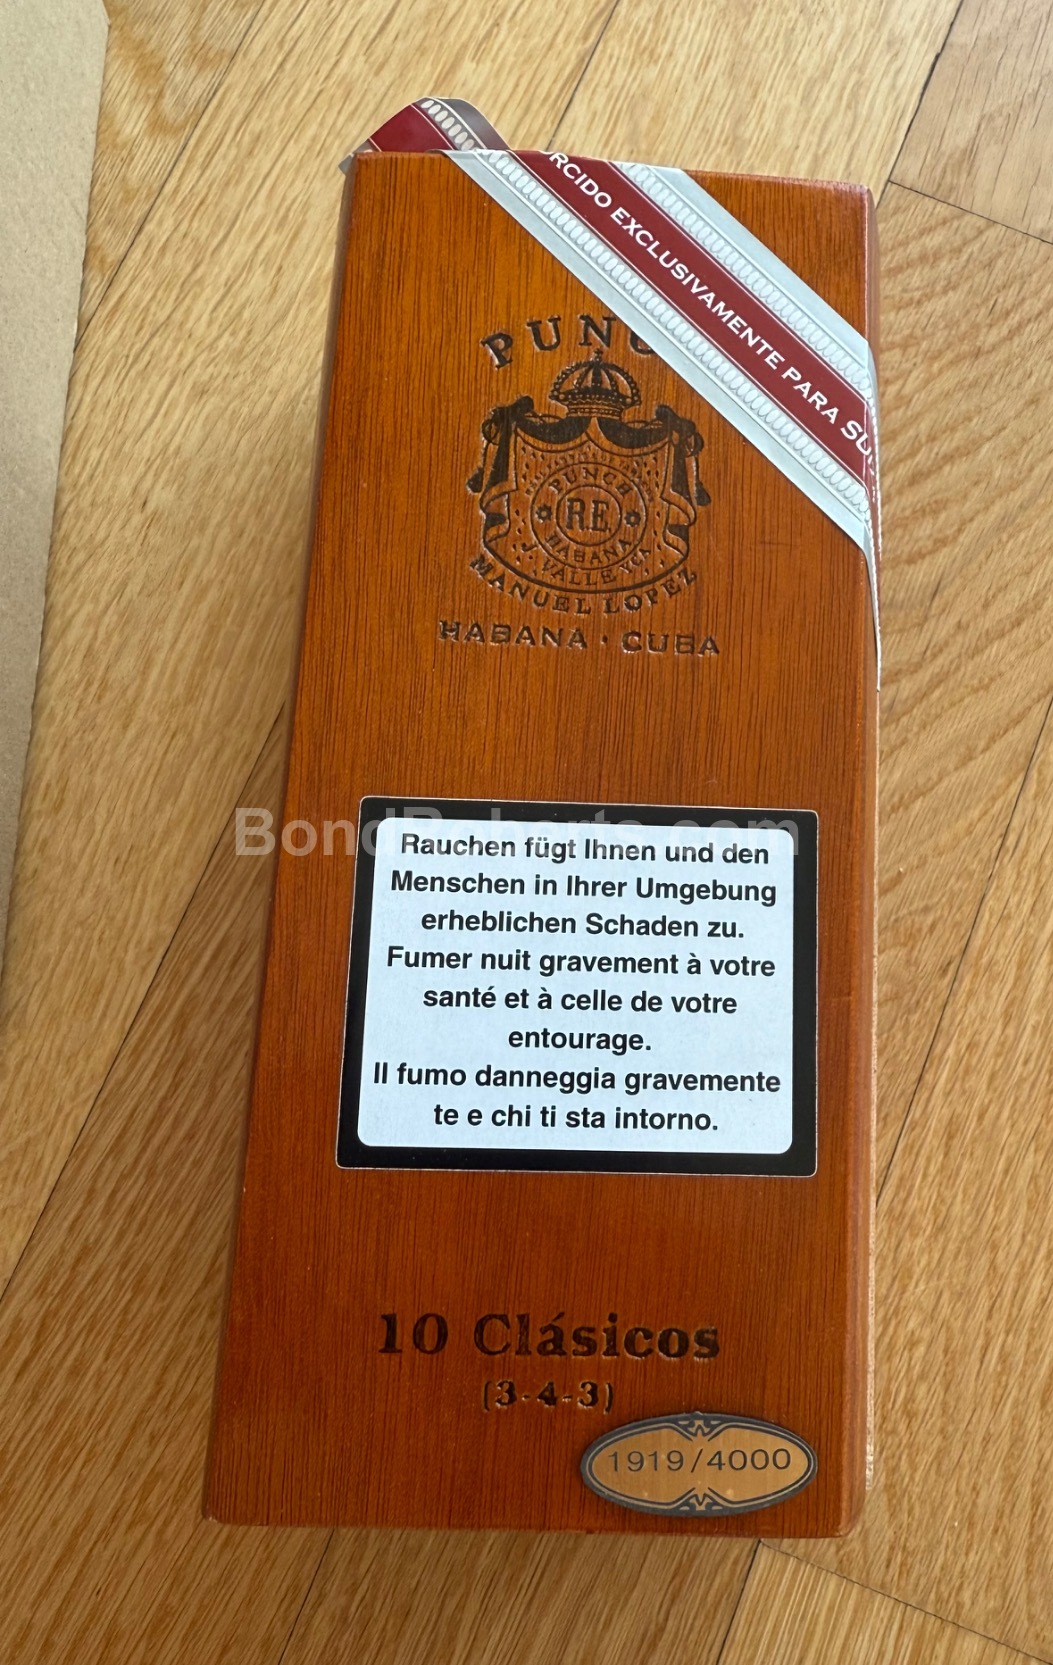 RCIDO EXCLUSIVAMENTE PARA
PUNC
PUNCH
R.E.
HABANA
J. VALLE Y CA
MANUEL LOPEZ
HABANA · CUBA
BondRoberts.com
Rauchen fügt Ihnen und den
Menschen in Ihrer Umgebung
erheblichen Schaden zu.
Fumer nuit gravement à votre
santé et à celle de votre
entourage.
Il fumo danneggia gravemente
te e chi ti sta intorno.
10 Clásicos
(3-4-3)
1919/4000